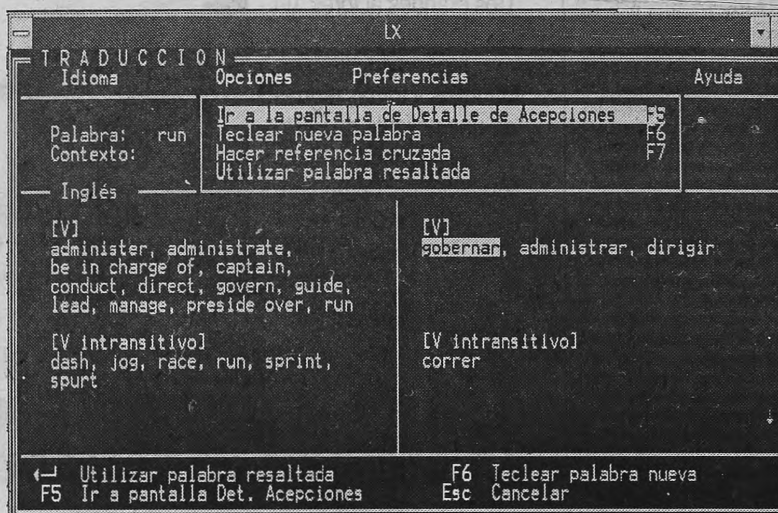 LX
TRADUCCION
Idioma Opciones Preferencias Ayuda
Ir a la pantalla de Detalle de Acepciones F5
Palabra: run Teclear nueva palabra F6
Contexto: Hacer referencia cruzada F7
Utilizar palabra resaltada
Inglés
[V] [V]
administer, administrate, gobernar, administrar, dirigir
be in charge of, captain,
conduct, direct, govern, guide,
lead, manage, preside over, run
[V intransitivo] [V intransitivo]
dash, jog, race, run, sprint, correr
spurt
Utilizar palabra resaltada F6 Teclear palabra nueva
F5 Ir a pantalla Det. Acepciones Esc Cancelar